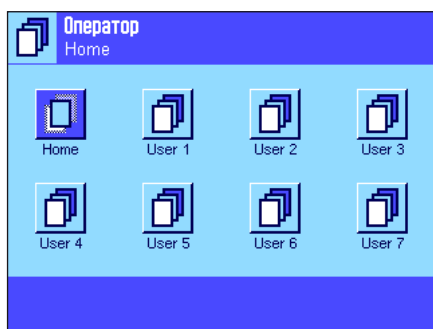 Оператор
Home
Home
User 1
User 2
User 3
User 4
User 5
User 6
User 7